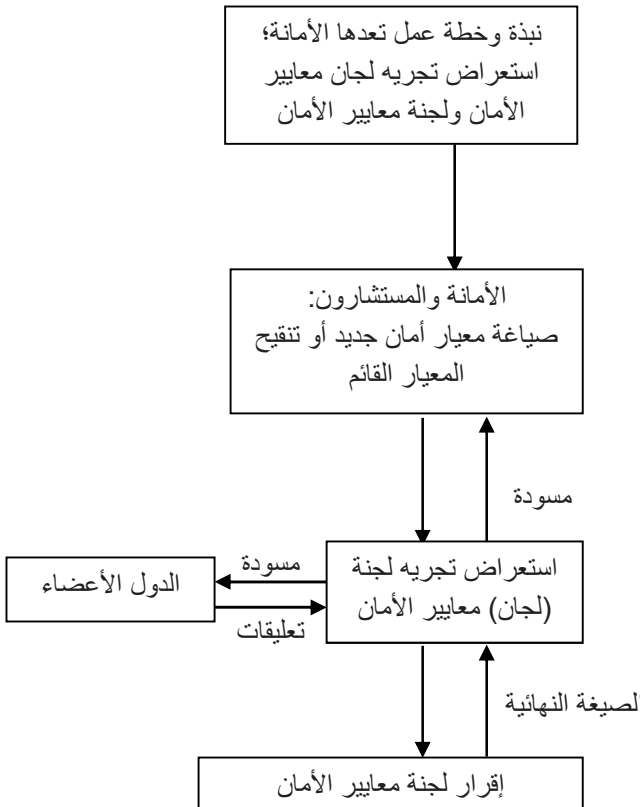 نبذة وخطة عمل تعدها الأمانة؛
استعراض تجريه لجان معايير
الأمان ولجنة معايير الأمان
الأمانة والمستشارون:
صياغة معيار أمان جديد أو تنقيح
المعيار القائم
مسودة
استعراض تجريه لجنة
(لجان) معايير الأمان
مسودة
الدول الأعضاء
تعليقات
الصيغة النهائية
إقرار لجنة معايير الأمان